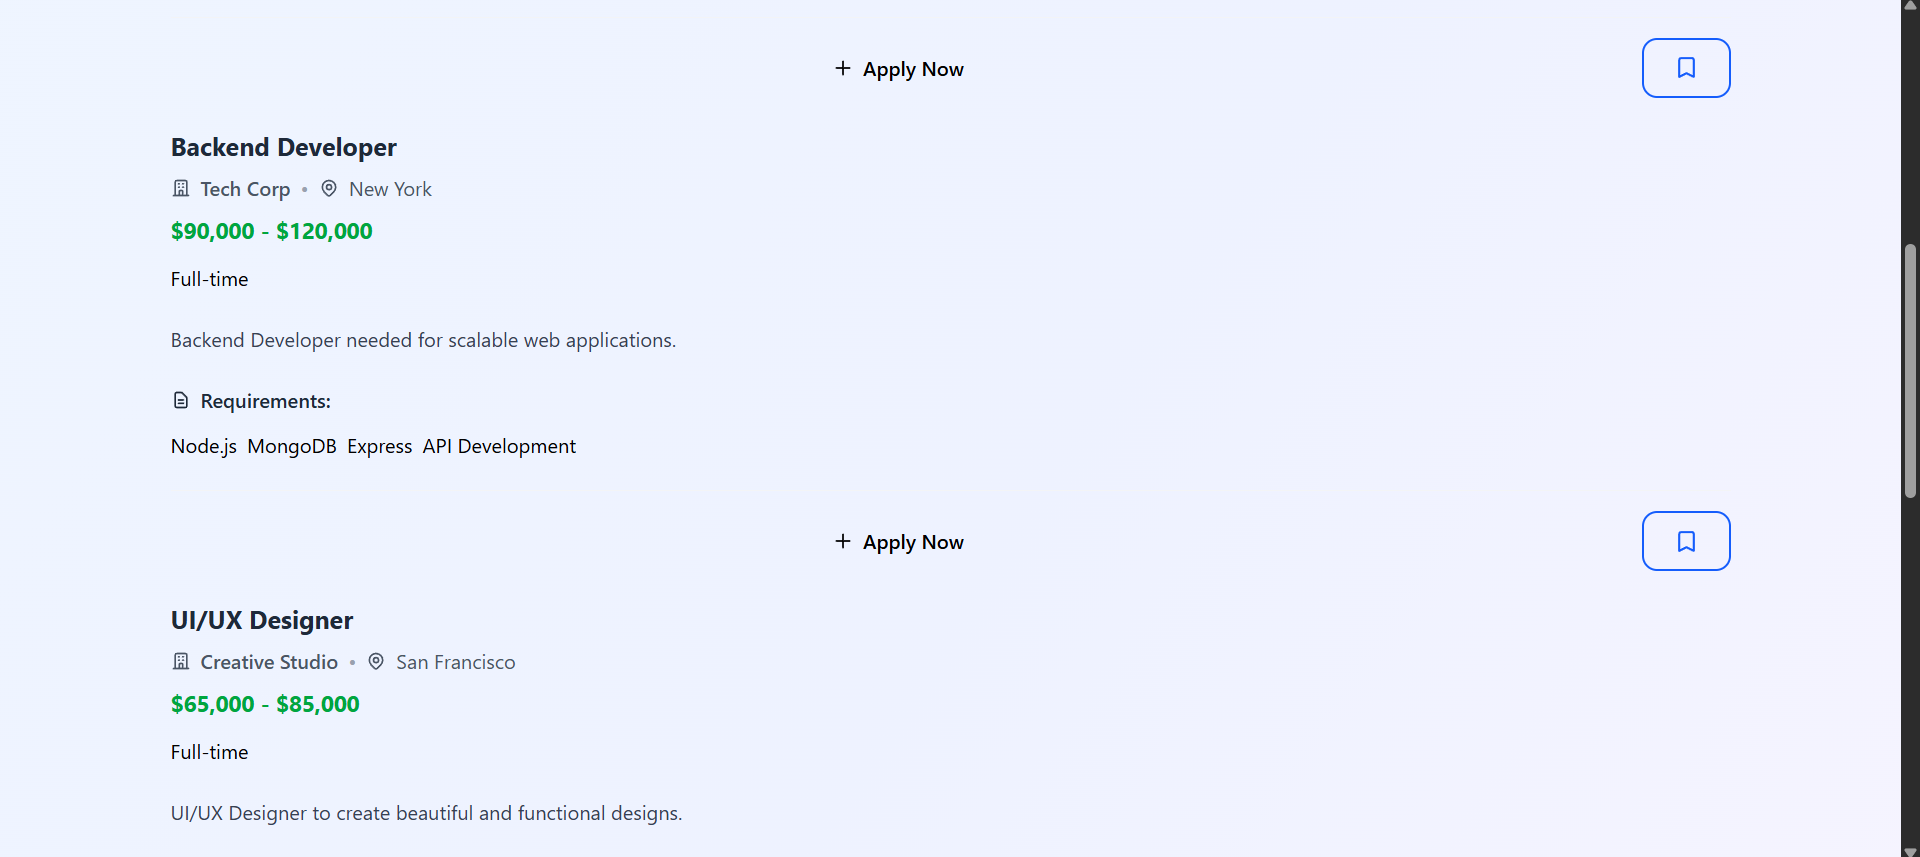 Apply Now
Backend Developer
Tech Corp • New York
$90,000 - $120,000
Full-time
Backend Developer needed for scalable web applications.
Requirements:
Node.js MongoDB Express API Development
Apply Now
UI/UX Designer
Creative Studio • San Francisco
$65,000 - $85,000
Full-time
UI/UX Designer to create beautiful and functional designs.